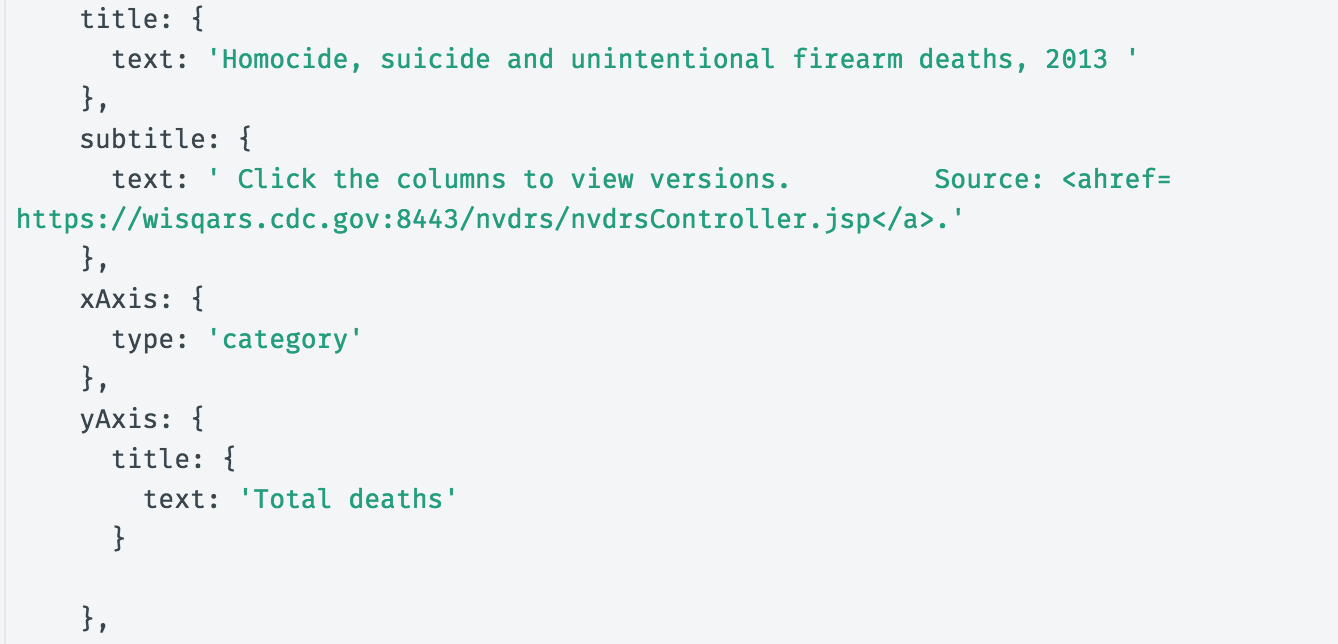 title: {
text: 'Homocide, suicide and unintentional firearm deaths, 2013 '
},
subtitle: {
text: ' Click the columns to view versions.         Source: <ahref=
https://wisqars.cdc.gov:8443/nvdrs/nvdrsController.jsp</a>.'
},
xAxis: {
type: 'category'
},
yAxis: {
title: {
text: 'Total deaths'
}
},